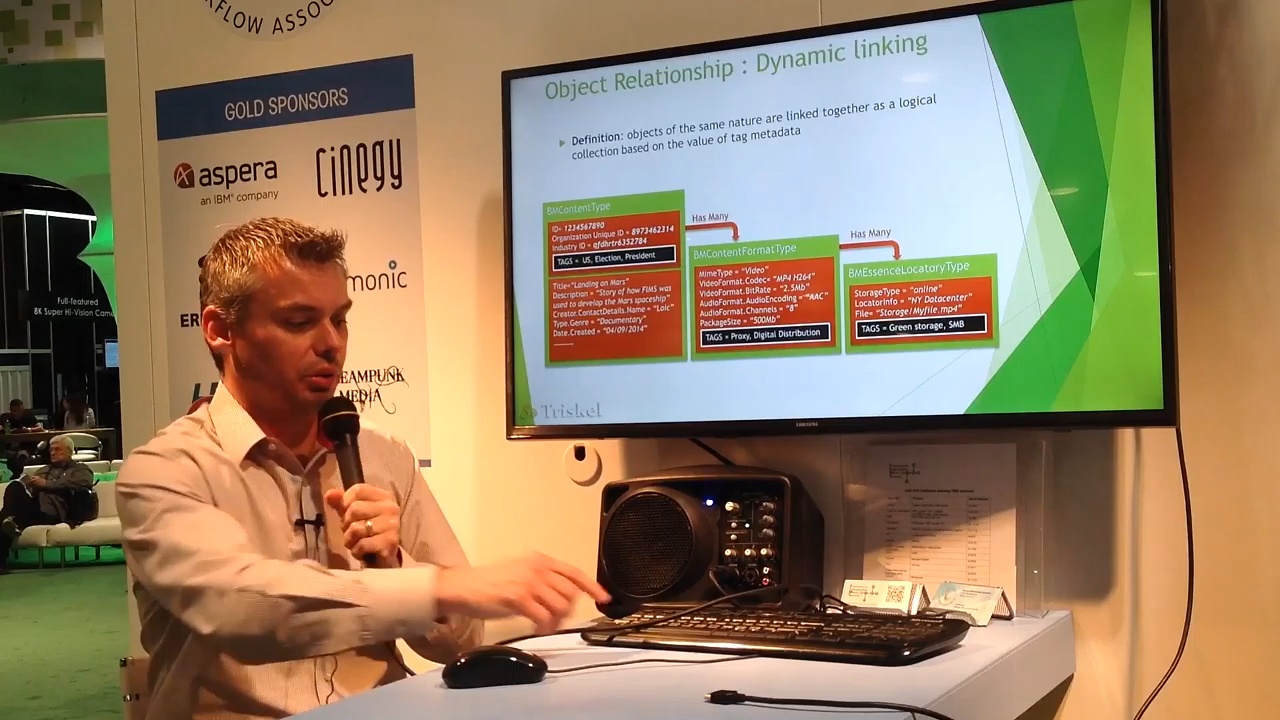 FLOW ASSO
GOLD SPONSORS
aspera
an IBM® company
cinegy
monic
ER
EAMPUNK
MEDIA
Full-featured
8K Super Hi-Vision Cam
Object Relationship : Dynamic linking
Definition: objects of the same nature are linked together as a logical
collection based on the value of tag metadata
BMContentType
ID= 1234567890
Organization Unique ID = 8973462314
Industry ID = qfdhrtr6352784
TAGS = US, Election, President
Title="Landing on Mars"
Description = "Story of how FIMS was
used to develop the Mars spaceship"
Creator.ContactDetails.Name = "Loic"
Type.Genre = "Documentary"
Date.Created = "04/09/2014"
Has Many
BMContentFormatType
MimeType = "Video"
VideoFormat.Codec= "MP4 H264"
VideoFormat.BitRate = "2.5Mb"
AudioFormat.AudioEncoding = "AAC"
AudioFormat.Channels = "8"
PackageSize = "500Mb"
TAGS = Proxy, Digital Distribution
Has Many
BMEssenceLocatoryType
StorageType = "online"
LocatorInfo = "NY Datacenter"
File= "Storage/Myfile.mp4"
TAGS = Green storage, SMB
Triskel
SAMSUNG